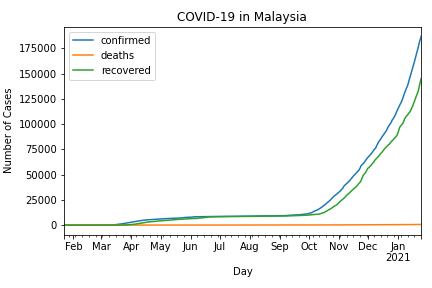 COVID-19 in Malaysia
confirmed
deaths
recovered
Number of Cases
175000
150000
125000
100000
75000
50000
25000
0
Feb Mar Apr May Jun Jul Aug Sep Oct Nov Dec Jan
2021
Day